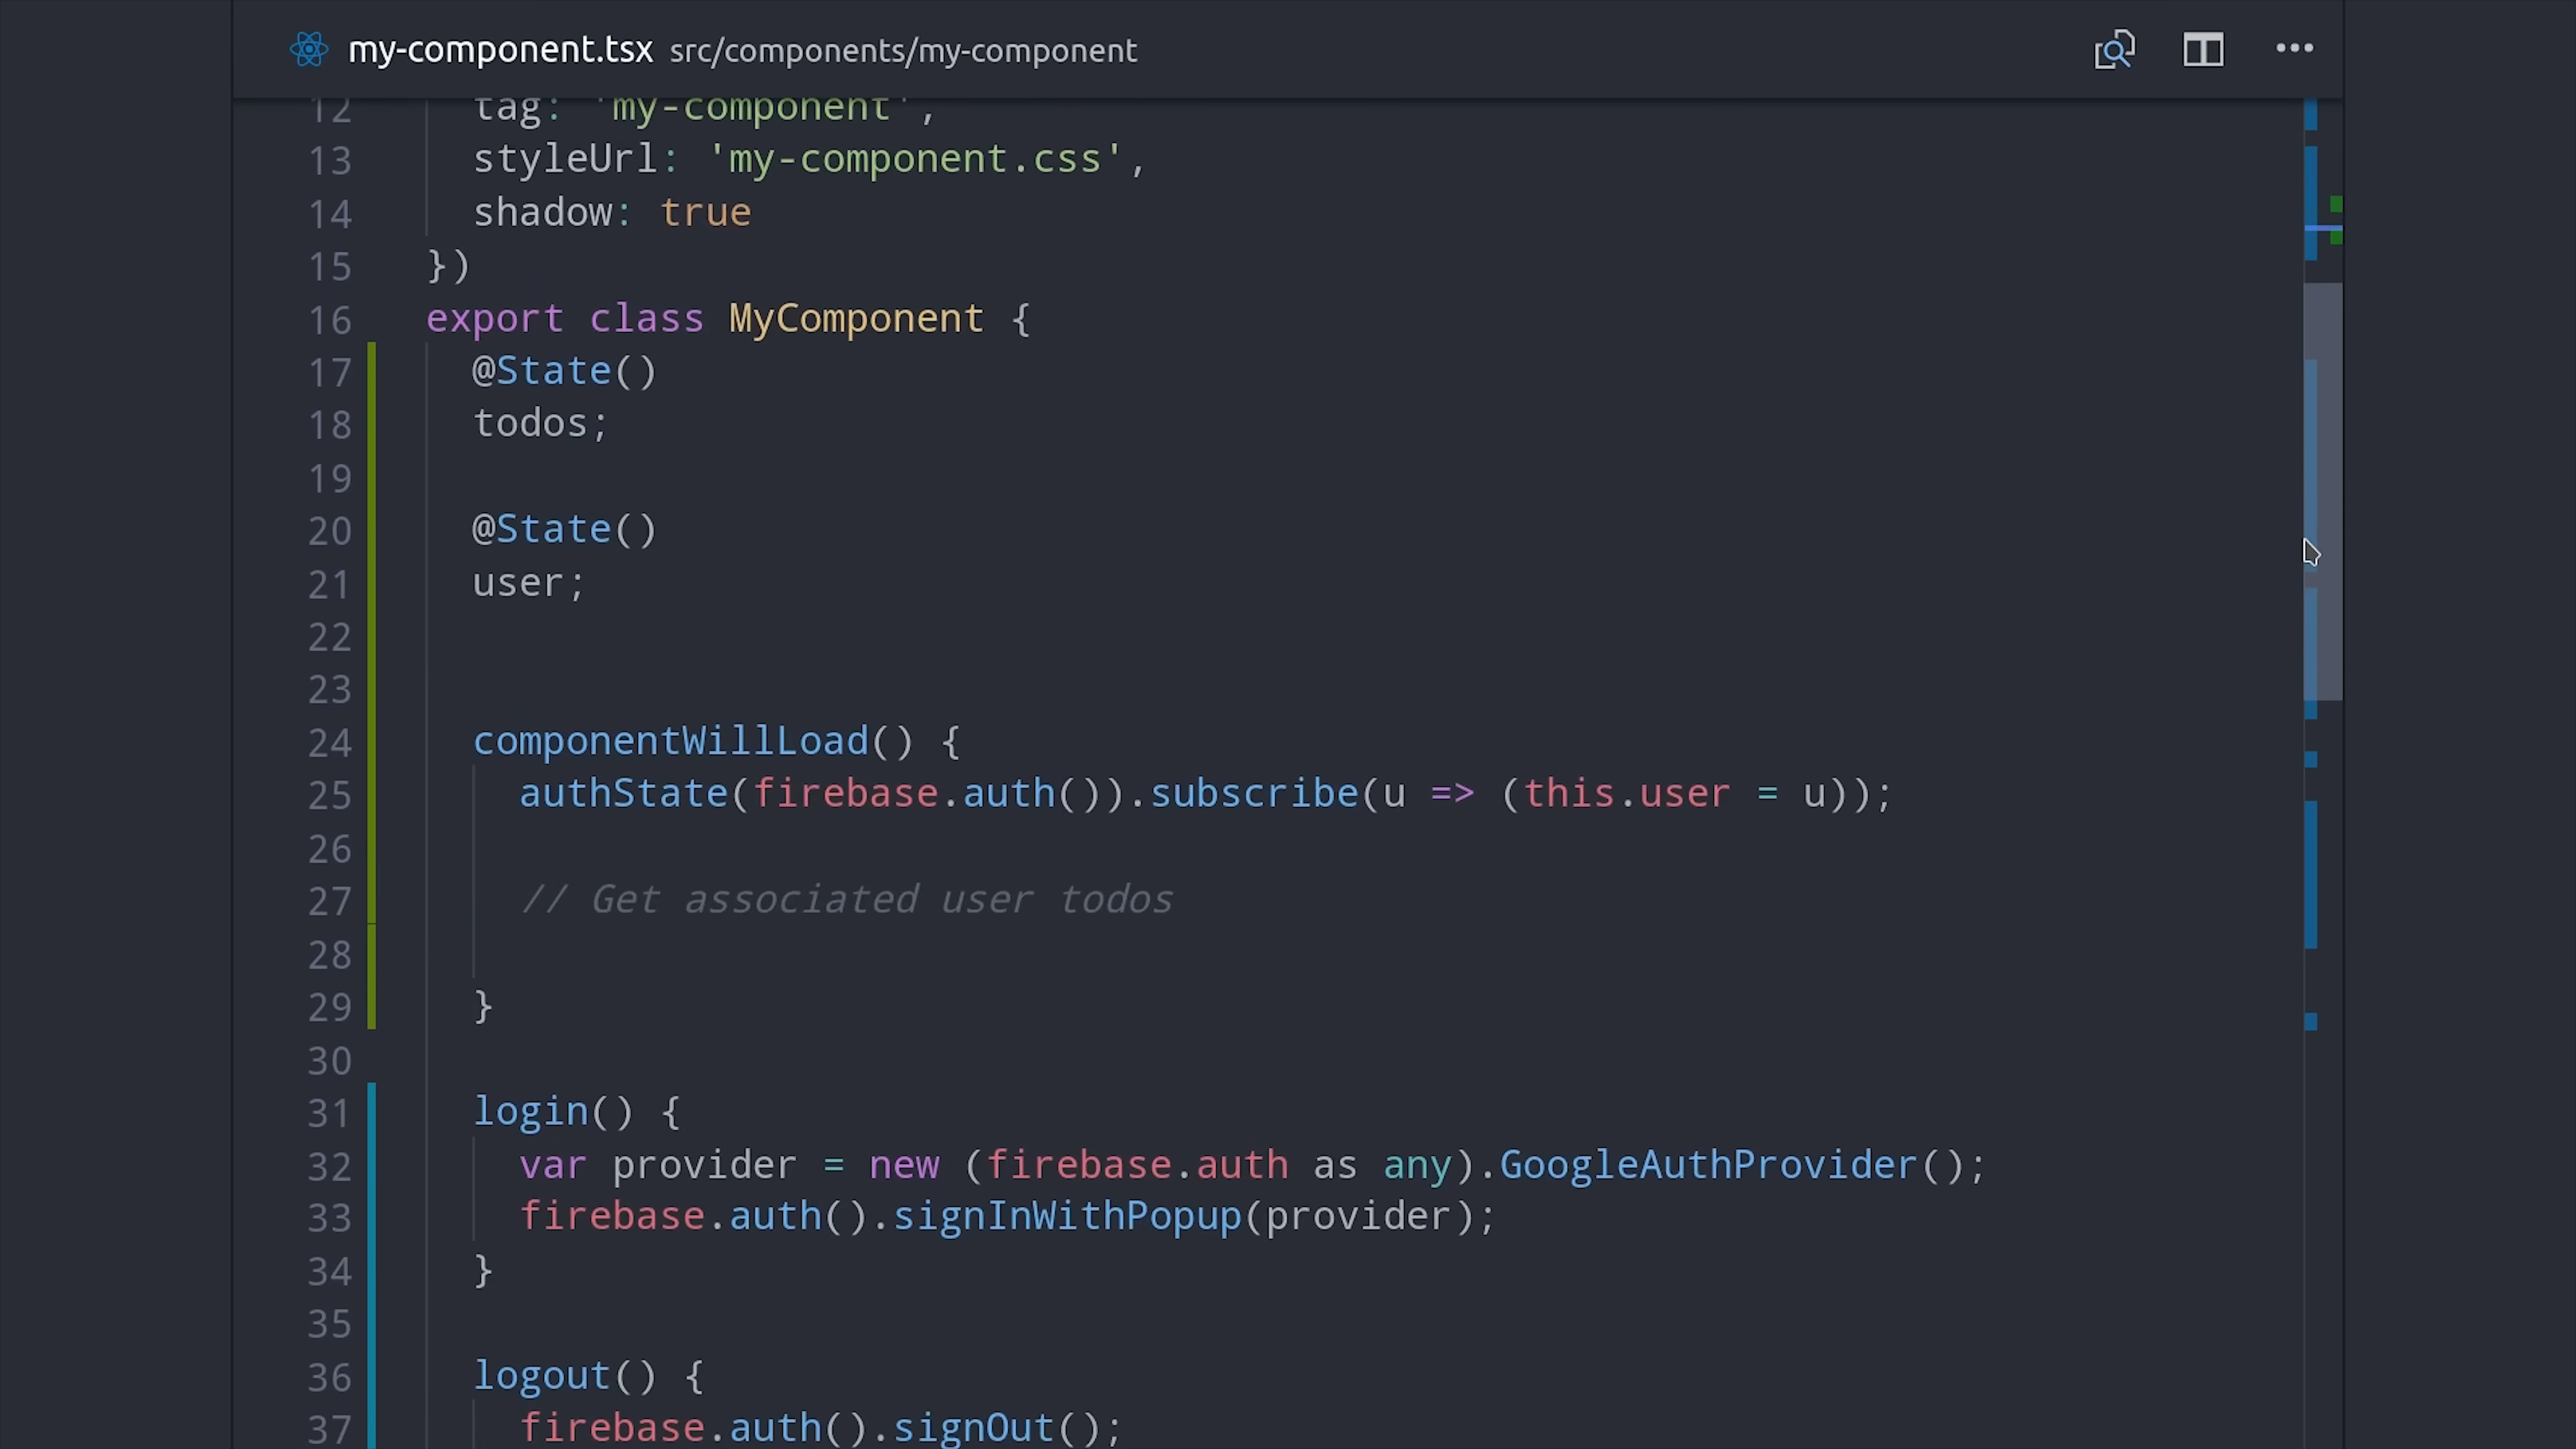 my-component.tsx src/components/my-component
12 tag: 'my-component',
13 styleUrl: 'my-component.css',
14 shadow: true
15 })
16 export class MyComponent {
17 @State()
18 todos;
19
20 @State()
21 user;
22
23
24 componentWillLoad() {
25 authState(firebase.auth()).subscribe(u => (this.user = u));
26
27 // Get associated user todos
28
29 }
30
31 login() {
32 var provider = new (firebase.auth as any).GoogleAuthProvider();
33 firebase.auth().signInWithPopup(provider);
34 }
35
36 logout() {
37 firebase.auth().signOut();